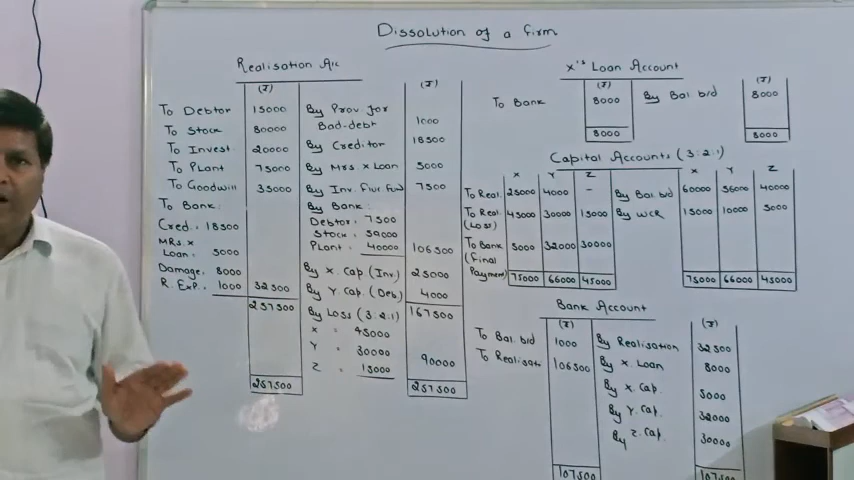 Dissolution of a firm
Realisation A/c
(₹) (₹)
To Debtor 15000 By Prov for
Bad-debt 1000
To Stock 80000
To Invest. 20000 By Creditor 18500
To Plant 75000 By Mrs. X Loan 5000
To Goodwill 35000 By Inv. Fluc Fund 7500
To Bank: By Bank:
Cred.: 18500 Debtor: 7500
Stock: 59000
MRs. X
Loan: 5000 Plant: 40000 106500
Damage: 8000 By X. Cap (Inv.) 25000
R. Exp.: 1000 32500 By Y Cap. (Deb.) 4000
257500 By Loss (3:2:1) 167500
X = 45000
Y = 30000
Z = 15000 90000
257500 257500
X's Loan Account
(₹) (₹)
To Bank 8000 By Bal b/d 8000
8000 8000
Capital Accounts (3:2:1)
X Y Z X Y Z
To Real. 25000 4000 - By Bal b/d 60000 56000 40000
To Real. 45000 30000 15000 By WCR 15000 10000 5000
(Loss)
To Bank 5000 32000 30000
(Final
Payment) 75000 66000 45000 75000 66000 45000
Bank Account
(₹) (₹)
To Bal. b/d 1000 By Realisation 32500
To Realisatn 106500 By X. Loan 8000
By X. Cap. 5000
By Y. Cap. 32000
By Z. Cap. 30000
107500 107500